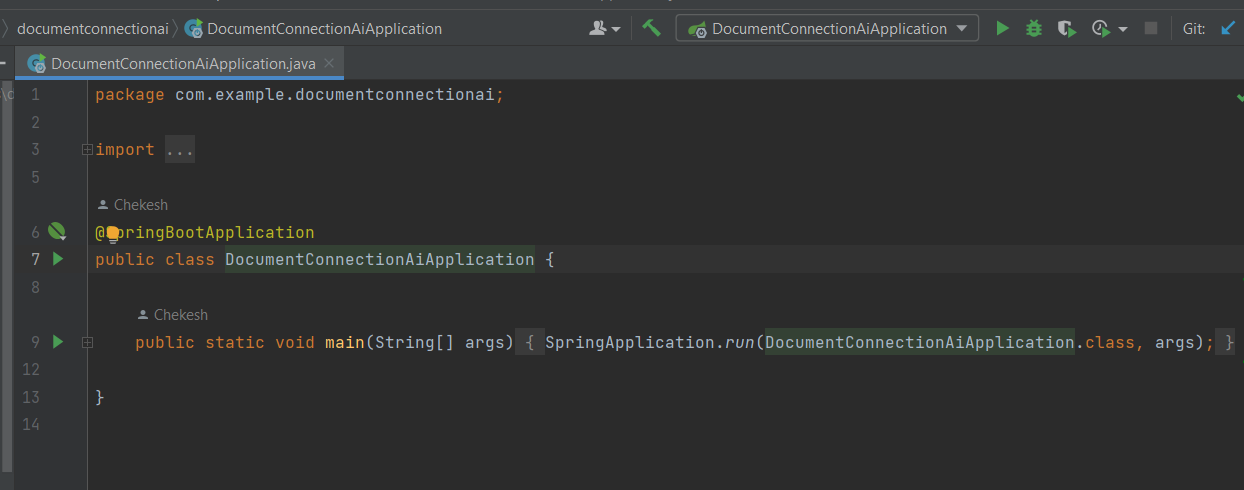 documentconnectionai DocumentConnectionAiApplication DocumentConnectionAiApplication Git:
DocumentConnectionAiApplication.java
1 package com.example.documentconnectionai;
2
3 import ...
5
Chekesh
6 @SpringBootApplication
7 public class DocumentConnectionAiApplication {
8
Chekesh
9 public static void main(String[] args) { SpringApplication.run(DocumentConnectionAiApplication.class, args); }
12
13 }
14